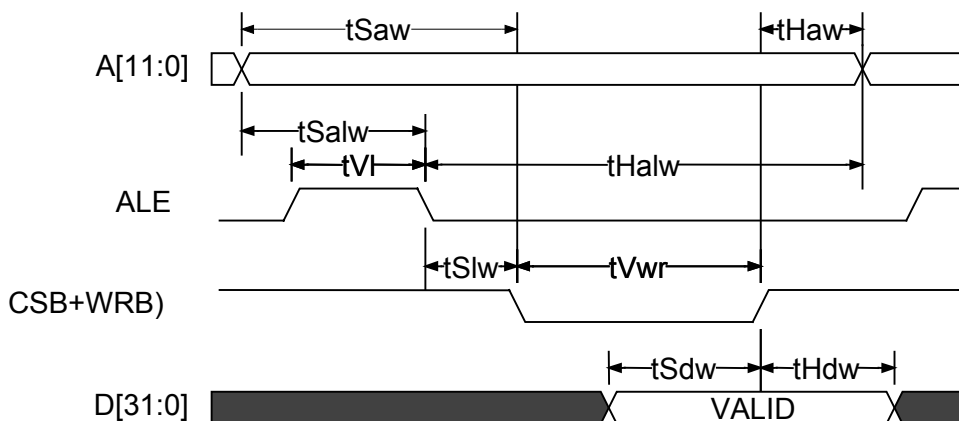 tSaw
tHaw
A[11:0]
tSalw
tVl
tHalw
ALE
tSlw
tVwr
CSB+WRB)
tSdw
tHdw
D[31:0]
VALID